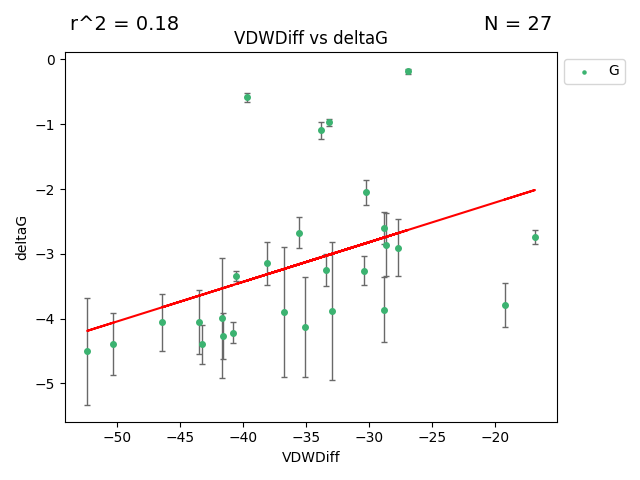 r^2 = 0.18
N = 27
VDWDiff vs deltaG
G
0
−1
−2
−3
−4
−5
deltaG
−50 −45 −40 −35 −30 −25 −20
VDWDiff